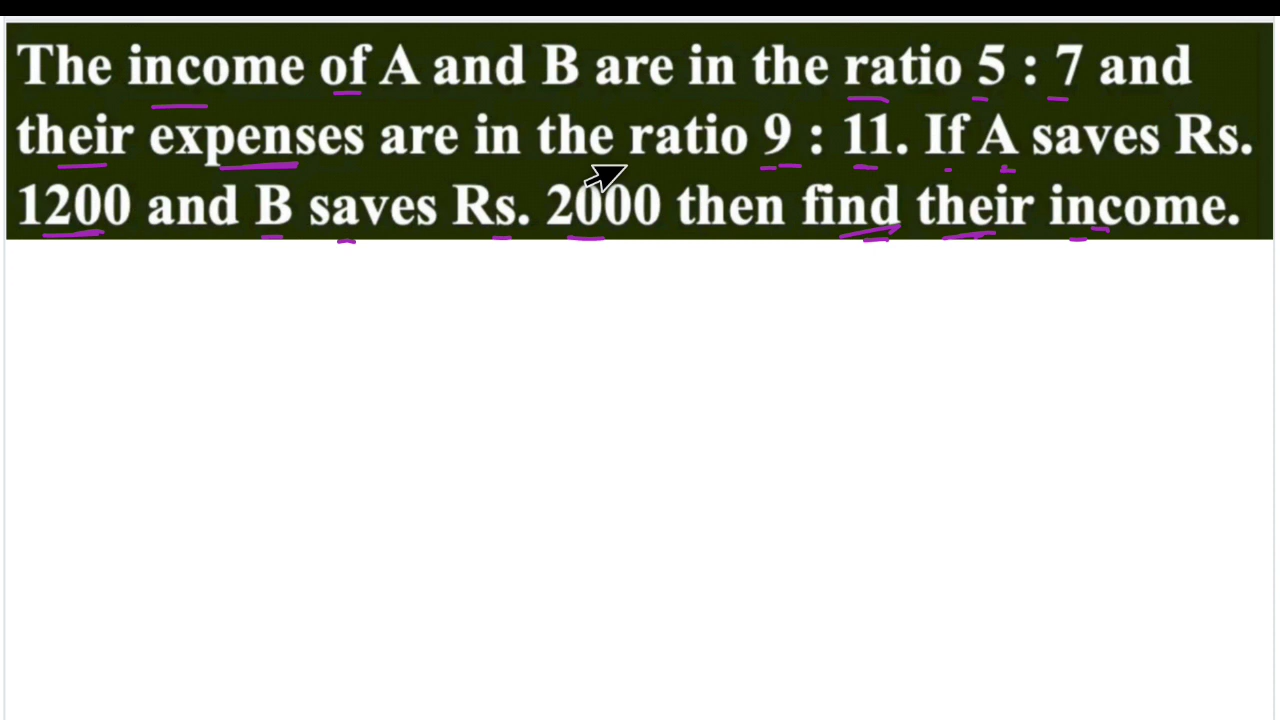 The income of A and B are in the ratio 5 : 7 and
their expenses are in the ratio 9 : 11. If A saves Rs.
1200 and B saves Rs. 2000 then find their income.